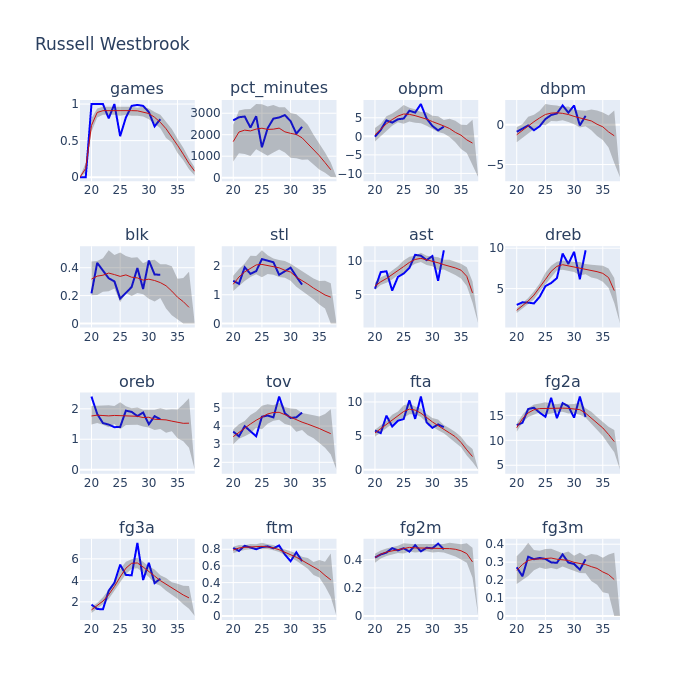 Russell Westbrook
games pct_minutes obpm dbpm
1 0.5 0 3000 2000 1000 0 5 0 −5 −10 0 −5
20 25 30 35 20 25 30 35 20 25 30 35 20 25 30 35
blk stl ast dreb
0.4 0.2 0 2 1 0 10 5 10 5
20 25 30 35 20 25 30 35 20 25 30 35 20 25 30 35
oreb tov fta fg2a
2 1 0 5 4 3 2 10 5 0 15 10 5
20 25 30 35 20 25 30 35 20 25 30 35 20 25 30 35
fg3a ftm fg2m fg3m
6 4 2 0.8 0.6 0.4 0.2 0 0.4 0.2 0 0.4 0.3 0.2 0.1 0
20 25 30 35 20 25 30 35 20 25 30 35 20 25 30 35